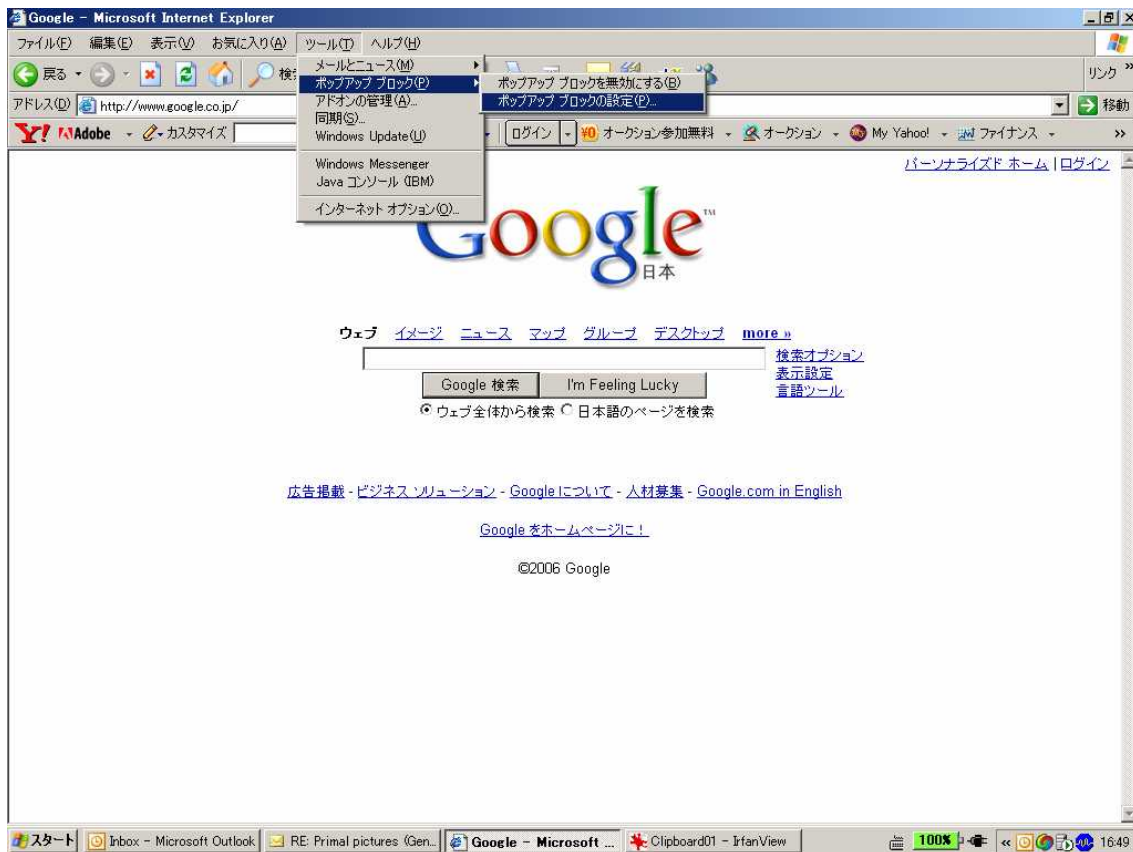 Google - Microsoft Internet Explorer
ファイル(F) 編集(E) 表示(V) お気に入り(A) ツール(T) ヘルプ(H)
戻る 検
リンク »
メールとニュース(M)
ポップアップ ブロック(P)
アドオンの管理(A)...
同期(S)...
Windows Update(U)
Windows Messenger
Java コンソール (IBM)
インターネット オプション(O)...
ポップアップ ブロックを無効にする(B)
ポップアップ ブロックの設定(P)...
アドレス(D) http://www.google.co.jp/ 移動
Y! Adobe カスタマイズ ログイン ¥0 オークション参加無料 オークション My Yahoo! ファイナンス »
パーソナライズド ホーム | ログイン
Google™
日本
ウェブ イメージ ニュース マップ グループ デスクトップ more »
検索オプション
表示設定
言語ツール
Google 検索 I'm Feeling Lucky
ウェブ全体から検索 日本語のページを検索
広告掲載 - ビジネス ソリューション - Google について - 人材募集 - Google.com in English
Google をホームページに!
©2006 Google
スタート Inbox - Microsoft Outlook RE: Primal pictures (Gen... Google - Microsoft ... Clipboard01 - IrfanView 100% « 16:49